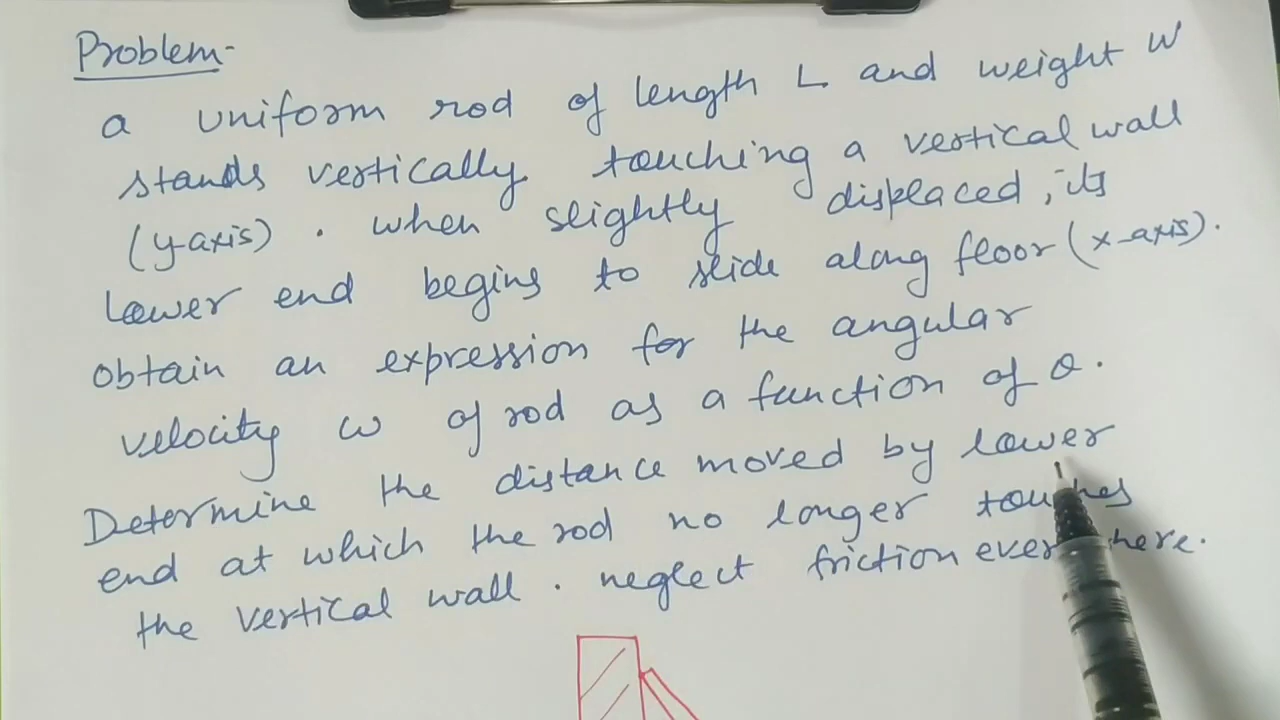 Problem-
a uniform rod of length L and weight W
stands vertically touching a vertical wall
(y-axis). when slightly displaced, its
lower end begins to slide along floor (x-axis).
obtain an expression for the angular
velocity ω of rod as a function of θ.
Determine the distance moved by lower
end at which the rod no longer touches
the vertical wall. neglect friction everywhere.